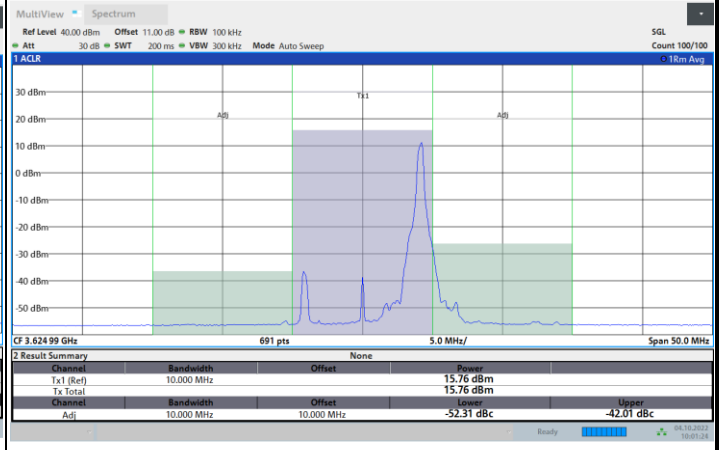 MultiView Spectrum
Ref Level 40.00 dBm Offset 11.00 dB RBW 100 kHz SGL
Att 30 dB SWT 200 ms VBW 300 kHz Mode Auto Sweep Count 100/100
1 ACLR 1Rm Avg
30 dBm
Tx1
20 dBm
Adj Adj
10 dBm
0 dBm
-10 dBm
-20 dBm
-30 dBm
-40 dBm
-50 dBm
CF 3.624 99 GHz 691 pts 5.0 MHz/ Span 50.0 MHz
2 Result Summary None
Channel Bandwidth Offset Power
Tx1 (Ref) 10.000 MHz 15.76 dBm
Tx Total 15.76 dBm
Channel Bandwidth Offset Lower Upper
Adj 10.000 MHz 10.000 MHz -52.31 dBc -42.01 dBc
Ready 04.10.2022
10:01:24